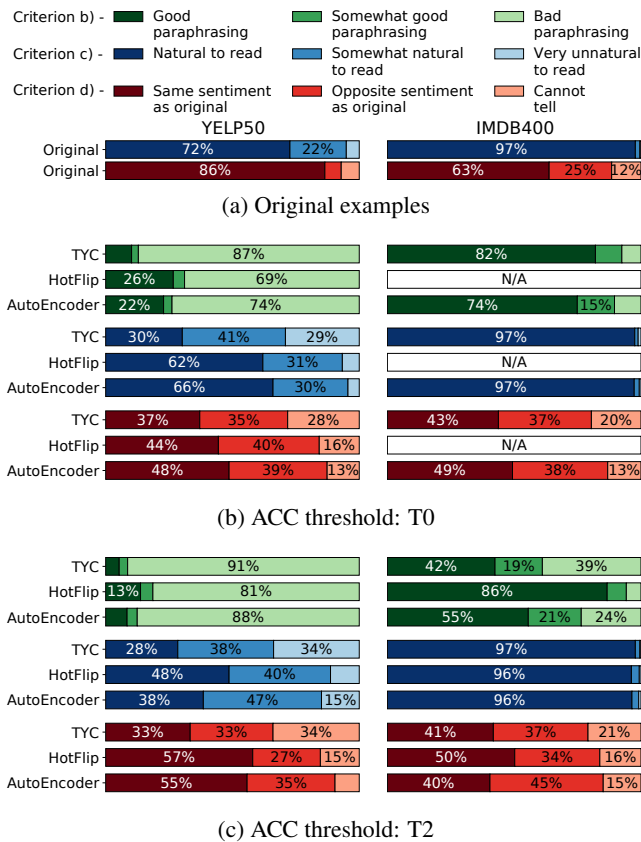 Criterion b) - Good paraphrasing Somewhat good paraphrasing Bad paraphrasing
Criterion c) - Natural to read Somewhat natural to read Very unnatural to read
Criterion d) - Same sentiment as original Opposite sentiment as original Cannot tell
YELP50 IMDB400
Original 72% 22% 97%
Original 86% 63% 25% 12%
(a) Original examples
TYC 87% 82%
HotFlip 26% 69% N/A
AutoEncoder 22% 74% 74% 15%
TYC 30% 41% 29% 97%
HotFlip 62% 31% N/A
AutoEncoder 66% 30% 97%
TYC 37% 35% 28% 43% 37% 20%
HotFlip 44% 40% 16% N/A
AutoEncoder 48% 39% 13% 49% 38% 13%
(b) ACC threshold: T0
TYC 91% 42% 19% 39%
HotFlip 13% 81% 86%
AutoEncoder 88% 55% 21% 24%
TYC 28% 38% 34% 97%
HotFlip 48% 40% 96%
AutoEncoder 38% 47% 15% 96%
TYC 33% 33% 34% 41% 37% 21%
HotFlip 57% 27% 15% 50% 34% 16%
AutoEncoder 55% 35% 40% 45% 15%
(c) ACC threshold: T2